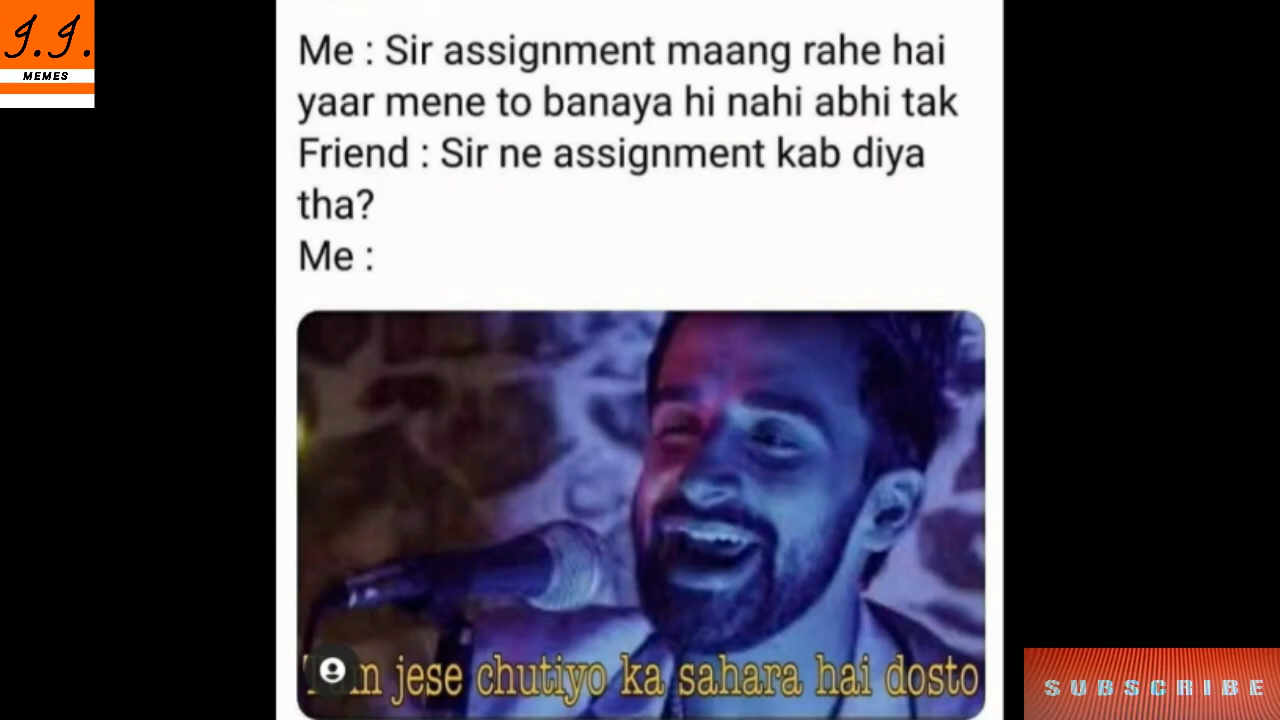 J.J.
MEMES
Me : Sir assignment maang rahe hai
yaar mene to banaya hi nahi abhi tak
Friend : Sir ne assignment kab diya
tha?
Me :
jese chutiyo ka sahara hai dosto
SUBSCRIBE